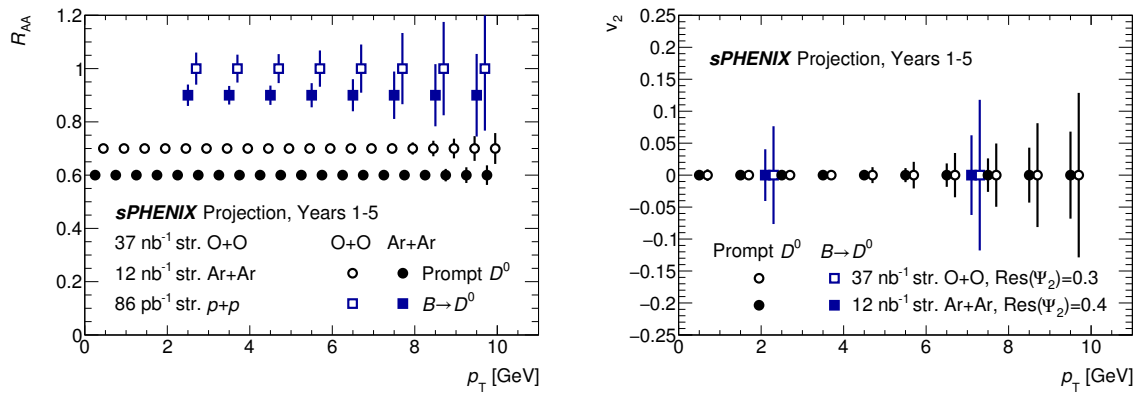 R_AA
1.2
1
0.8
0.6
0.4
0.2
0
sPHENIX Projection, Years 1-5
37 nb⁻¹ str. O+O
12 nb⁻¹ str. Ar+Ar
86 pb⁻¹ str. p+p
O+O Ar+Ar
Prompt D⁰
B→D⁰
0 2 4 6 8 10
p_T [GeV]
v₂
0.25
0.2
0.15
0.1
0.05
0
−0.05
−0.1
−0.15
−0.2
−0.25
sPHENIX Projection, Years 1-5
Prompt D⁰ B→D⁰
37 nb⁻¹ str. O+O, Res(Ψ₂)=0.3
12 nb⁻¹ str. Ar+Ar, Res(Ψ₂)=0.4
0 2 4 6 8 10
p_T [GeV]